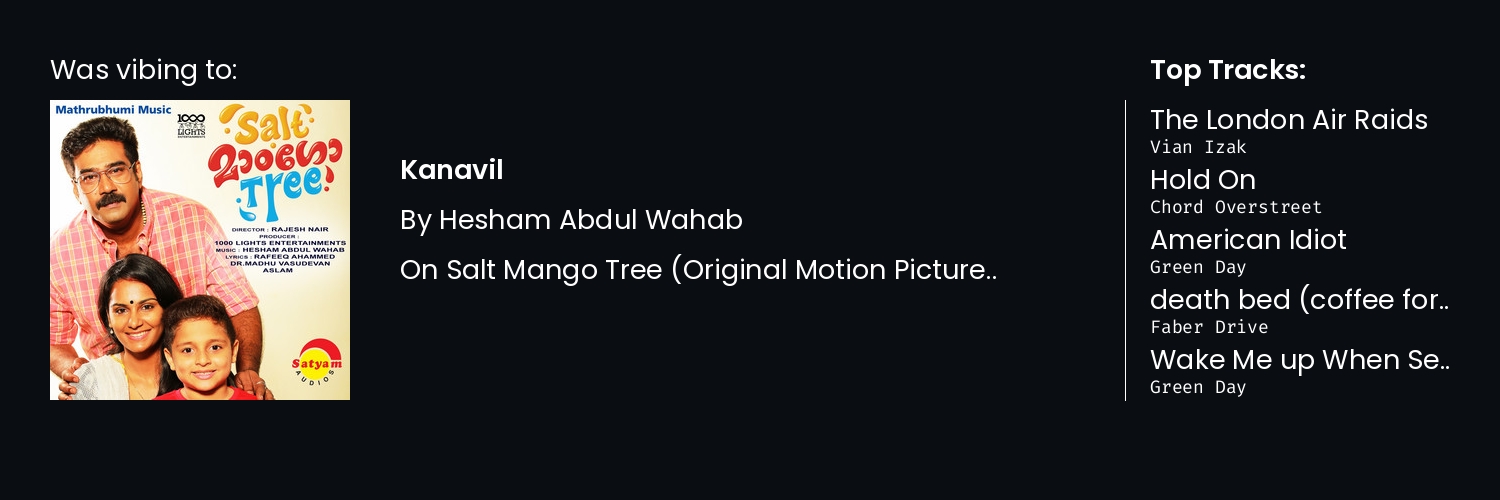 Was vibing to:
Mathrubhumi Music
1000
LIGHTS
ENTERTAINMENTS
Salt
മാംഗോ
Tree
DIRECTOR : RAJESH NAIR
PRODUCER :
1000 LIGHTS ENTERTAINMENTS
MUSIC : HESHAM ABDUL WAHAB
LYRICS : RAFEEQ AHAMMED
DR.MADHU VASUDEVAN
ASLAM
Satyam
AUDIOS
Kanavil
By Hesham Abdul Wahab
On Salt Mango Tree (Original Motion Picture..
Top Tracks:
The London Air Raids
Vian Izak
Hold On
Chord Overstreet
American Idiot
Green Day
death bed (coffee for..
Faber Drive
Wake Me up When Se..
Green Day